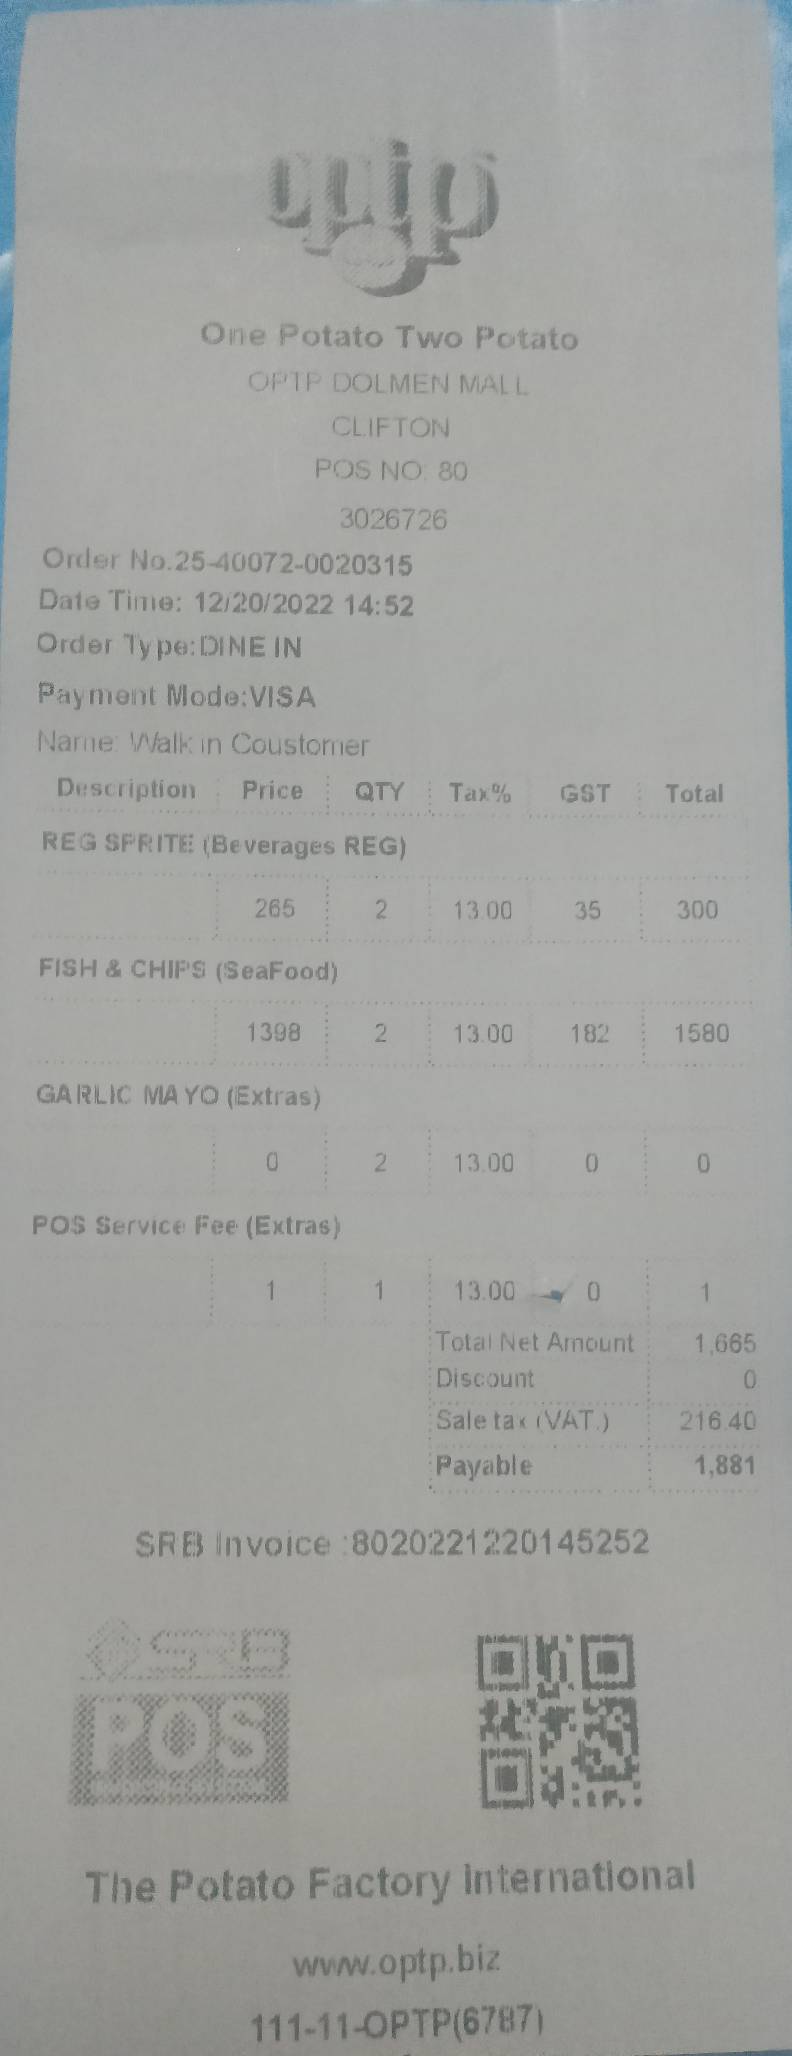 optp
One Potato Two Potato
OPTP DOLMEN MALL
CLIFTON
POS NO: 80
3026726
Order No.25-40072-0020315
Date Time: 12/20/2022 14:52
Order Type:DINE IN
Payment Mode:VISA
Name: Walk in Coustomer
Description Price QTY Tax% GST Total
REG SPRITE (Beverages REG)
265 2 13.00 35 300
FISH & CHIPS (SeaFood)
1398 2 13.00 182 1580
GARLIC MAYO (Extras)
0 2 13.00 0 0
POS Service Fee (Extras)
1 1 13.00 0 1
Total Net Amount 1,665
Discount 0
Sale tax (VAT.) 216.40
Payable 1,881
SRB Invoice :8020221220145252
SRB
POS
The Potato Factory International
www.optp.biz
111-11-OPTP(6787)